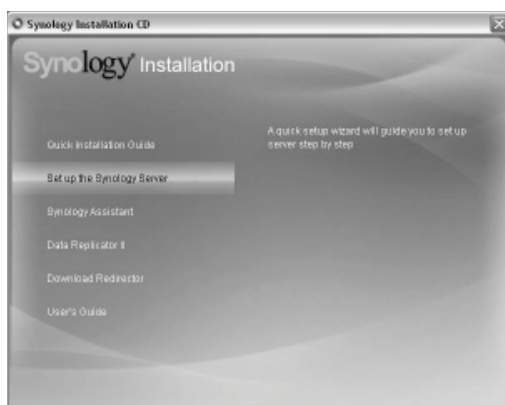 Synology Installation CD
Synology Installation
Quick Installation Guide
Set up the Synology Server
Synology Assistant
Data Replicator II
Download Redirector
User's Guide
A quick setup wizard will guide you to set up
server step by step